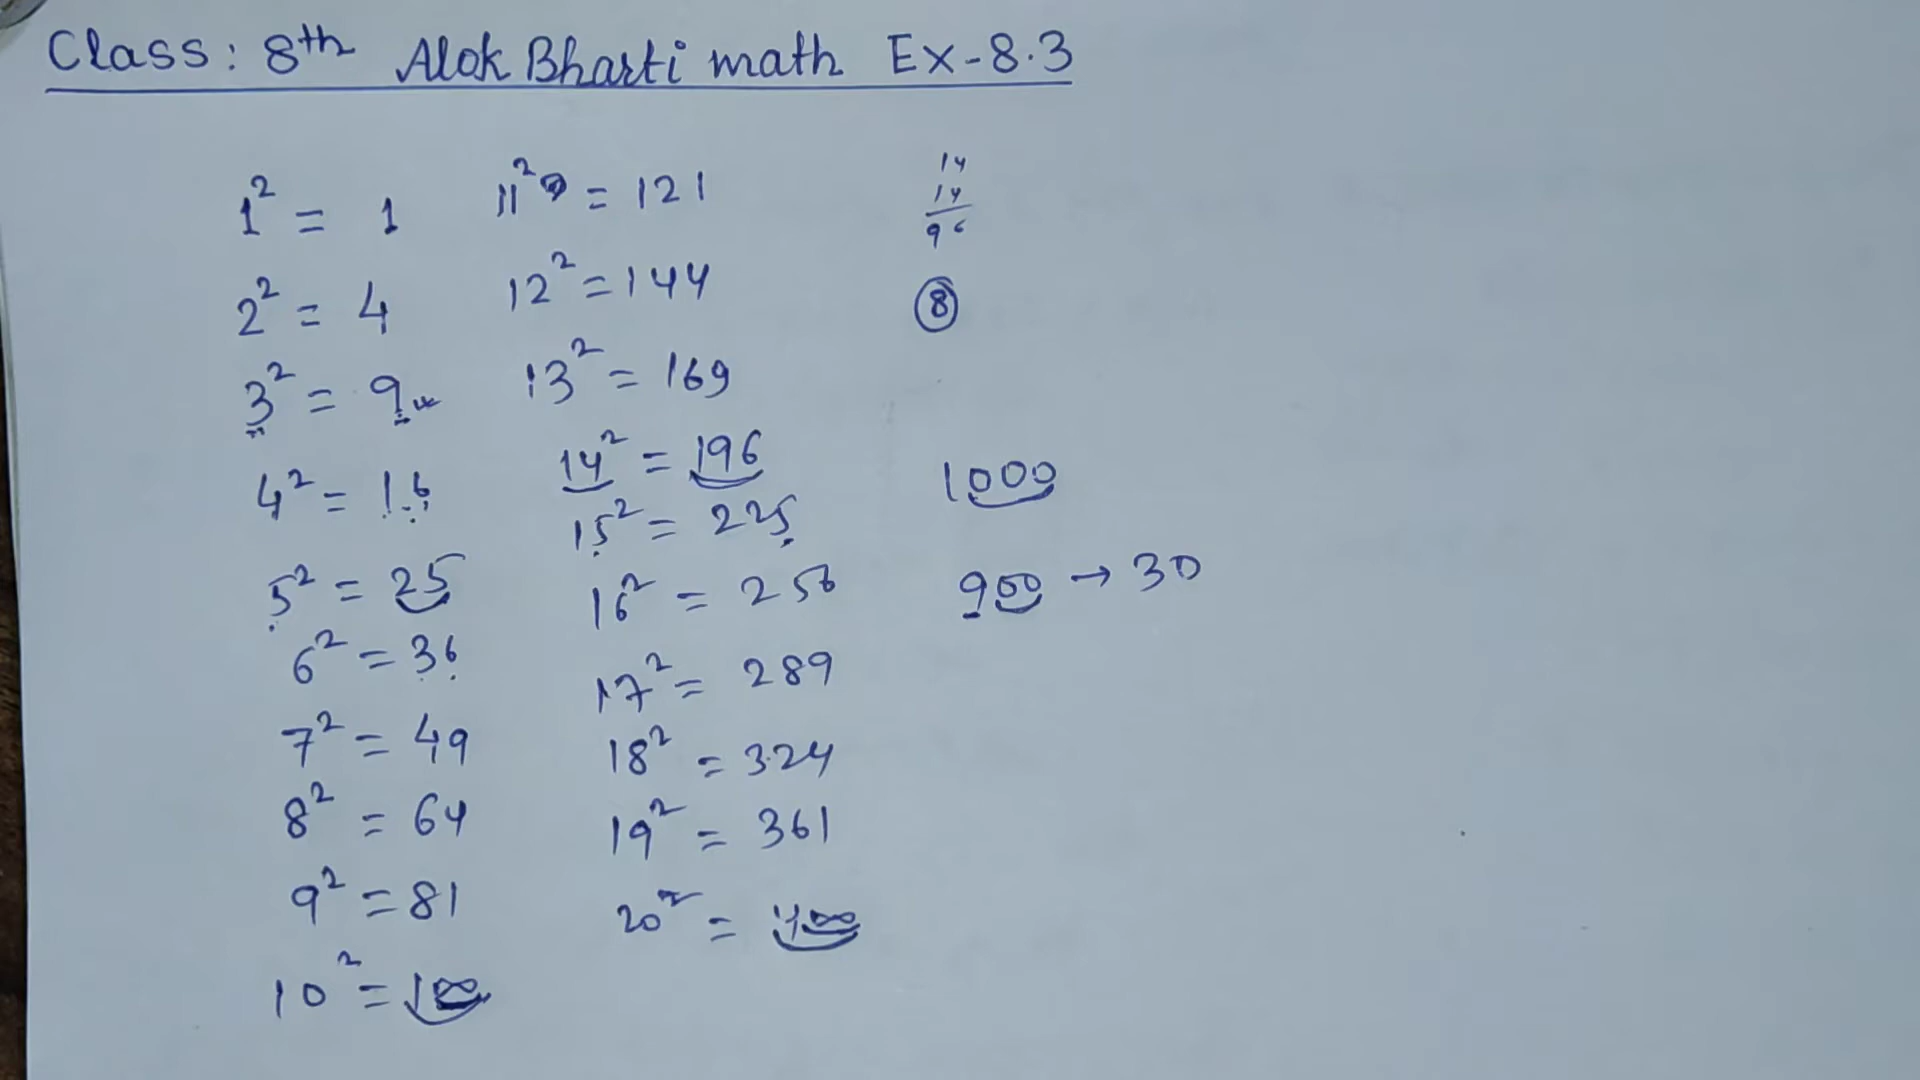 Class: 8th Alok Bharti math Ex-8.3
1² = 1
2² = 4
3² = 9
4² = 16
5² = 25
6² = 36
7² = 49
8² = 64
9² = 81
10² = 100
11² = 121
12² = 144
13² = 169
14² = 196
15² = 225
16² = 256
17² = 289
18² = 324
19² = 361
20² = 400
14
14
96
8
1000
900 → 30